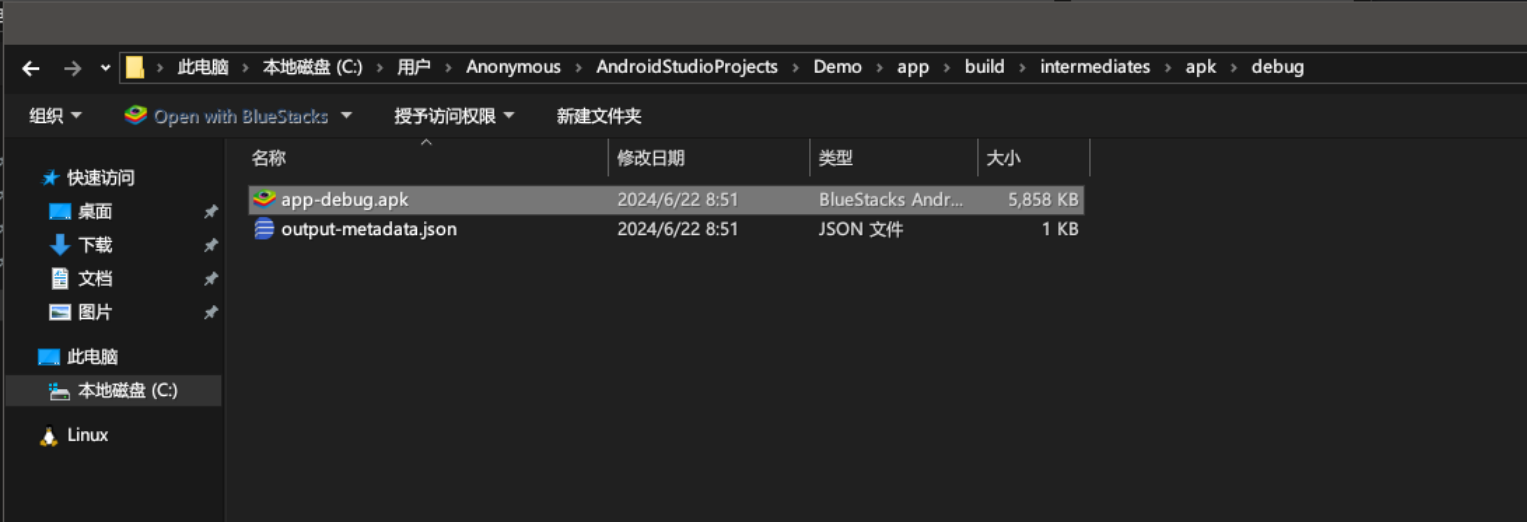 此电脑 本地磁盘 (C:) 用户 Anonymous AndroidStudioProjects Demo app build intermediates apk debug
组织 Open with BlueStacks 授予访问权限 新建文件夹
快速访问
桌面
下载
文档
图片
此电脑
本地磁盘 (C:)
Linux
名称 修改日期 类型 大小
app-debug.apk 2024/6/22 8:51 BlueStacks Andr... 5,858 KB
output-metadata.json 2024/6/22 8:51 JSON 文件 1 KB